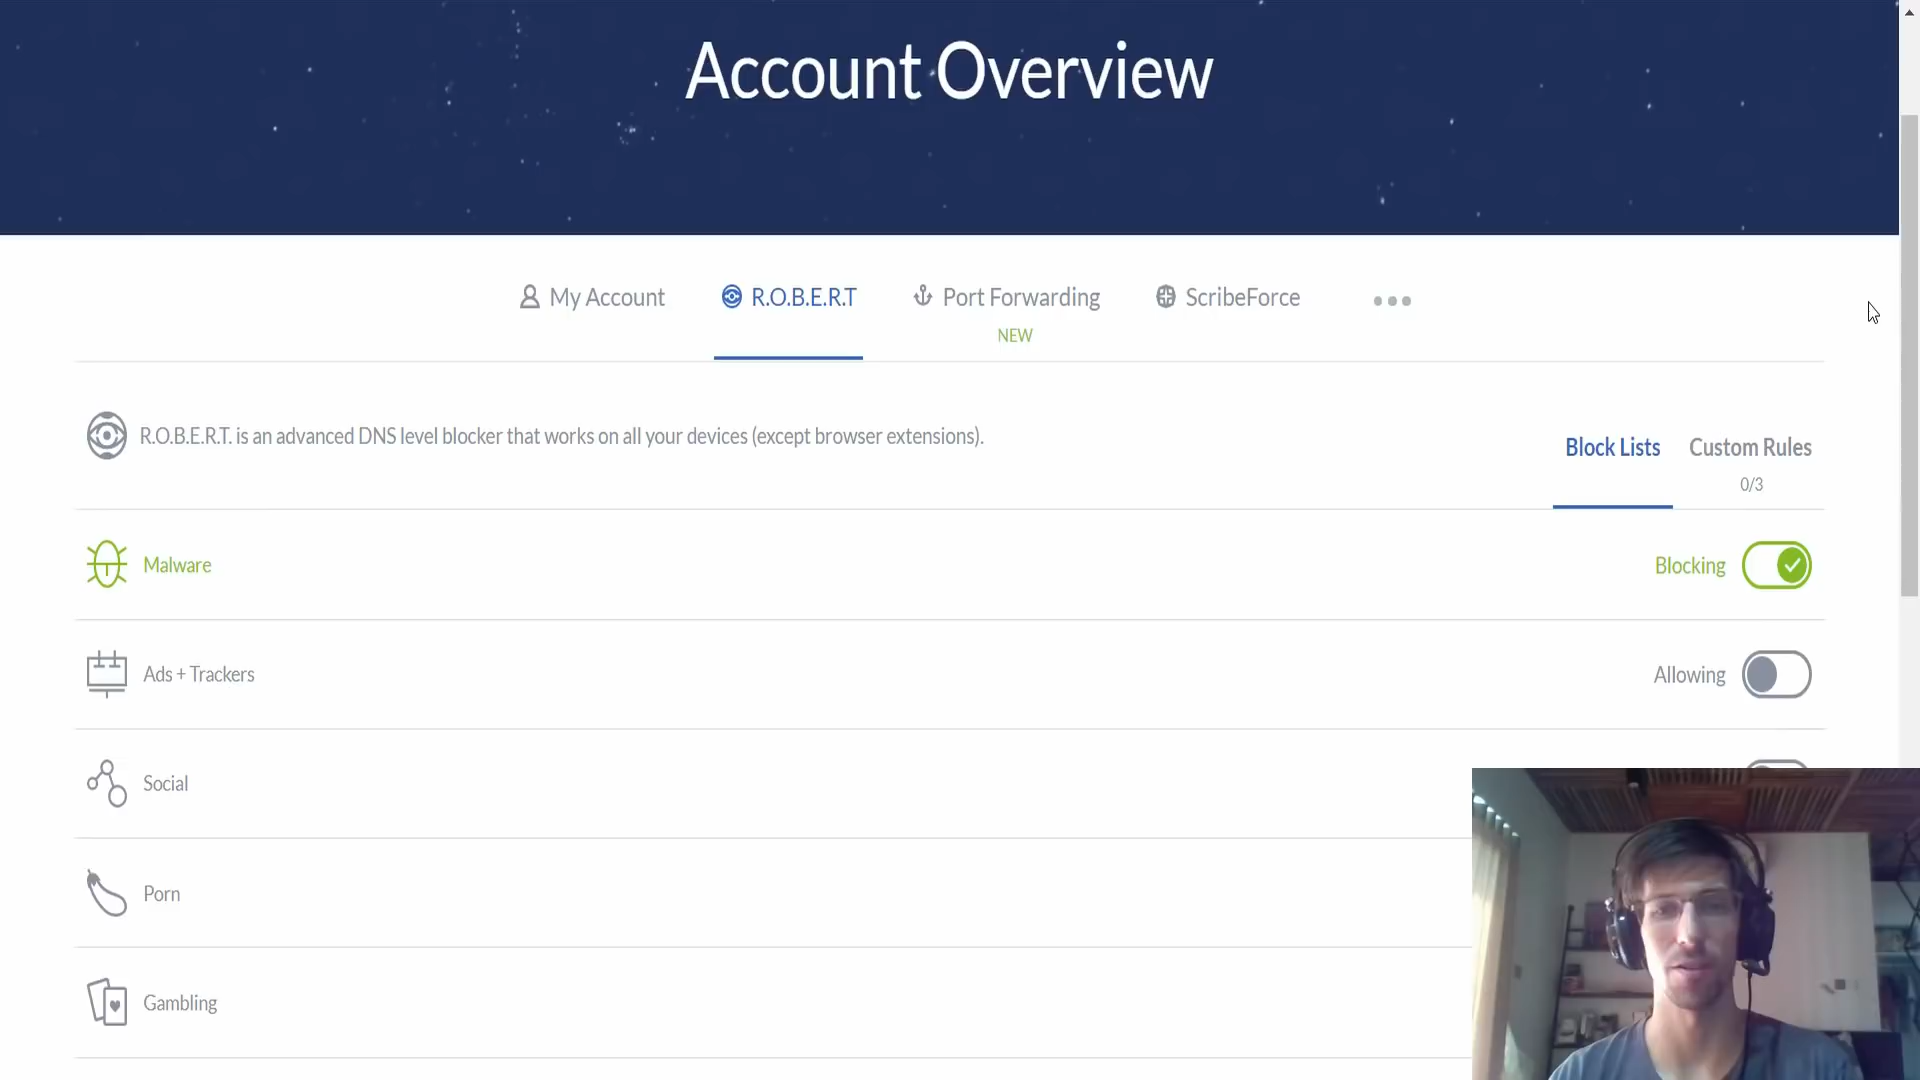 Account Overview
My Account
R.O.B.E.R.T
Port Forwarding
NEW
ScribeForce
R.O.B.E.R.T. is an advanced DNS level blocker that works on all your devices (except browser extensions).
Block Lists
Custom Rules
0/3
Malware
Blocking
Ads + Trackers
Allowing
Social
Porn
Gambling